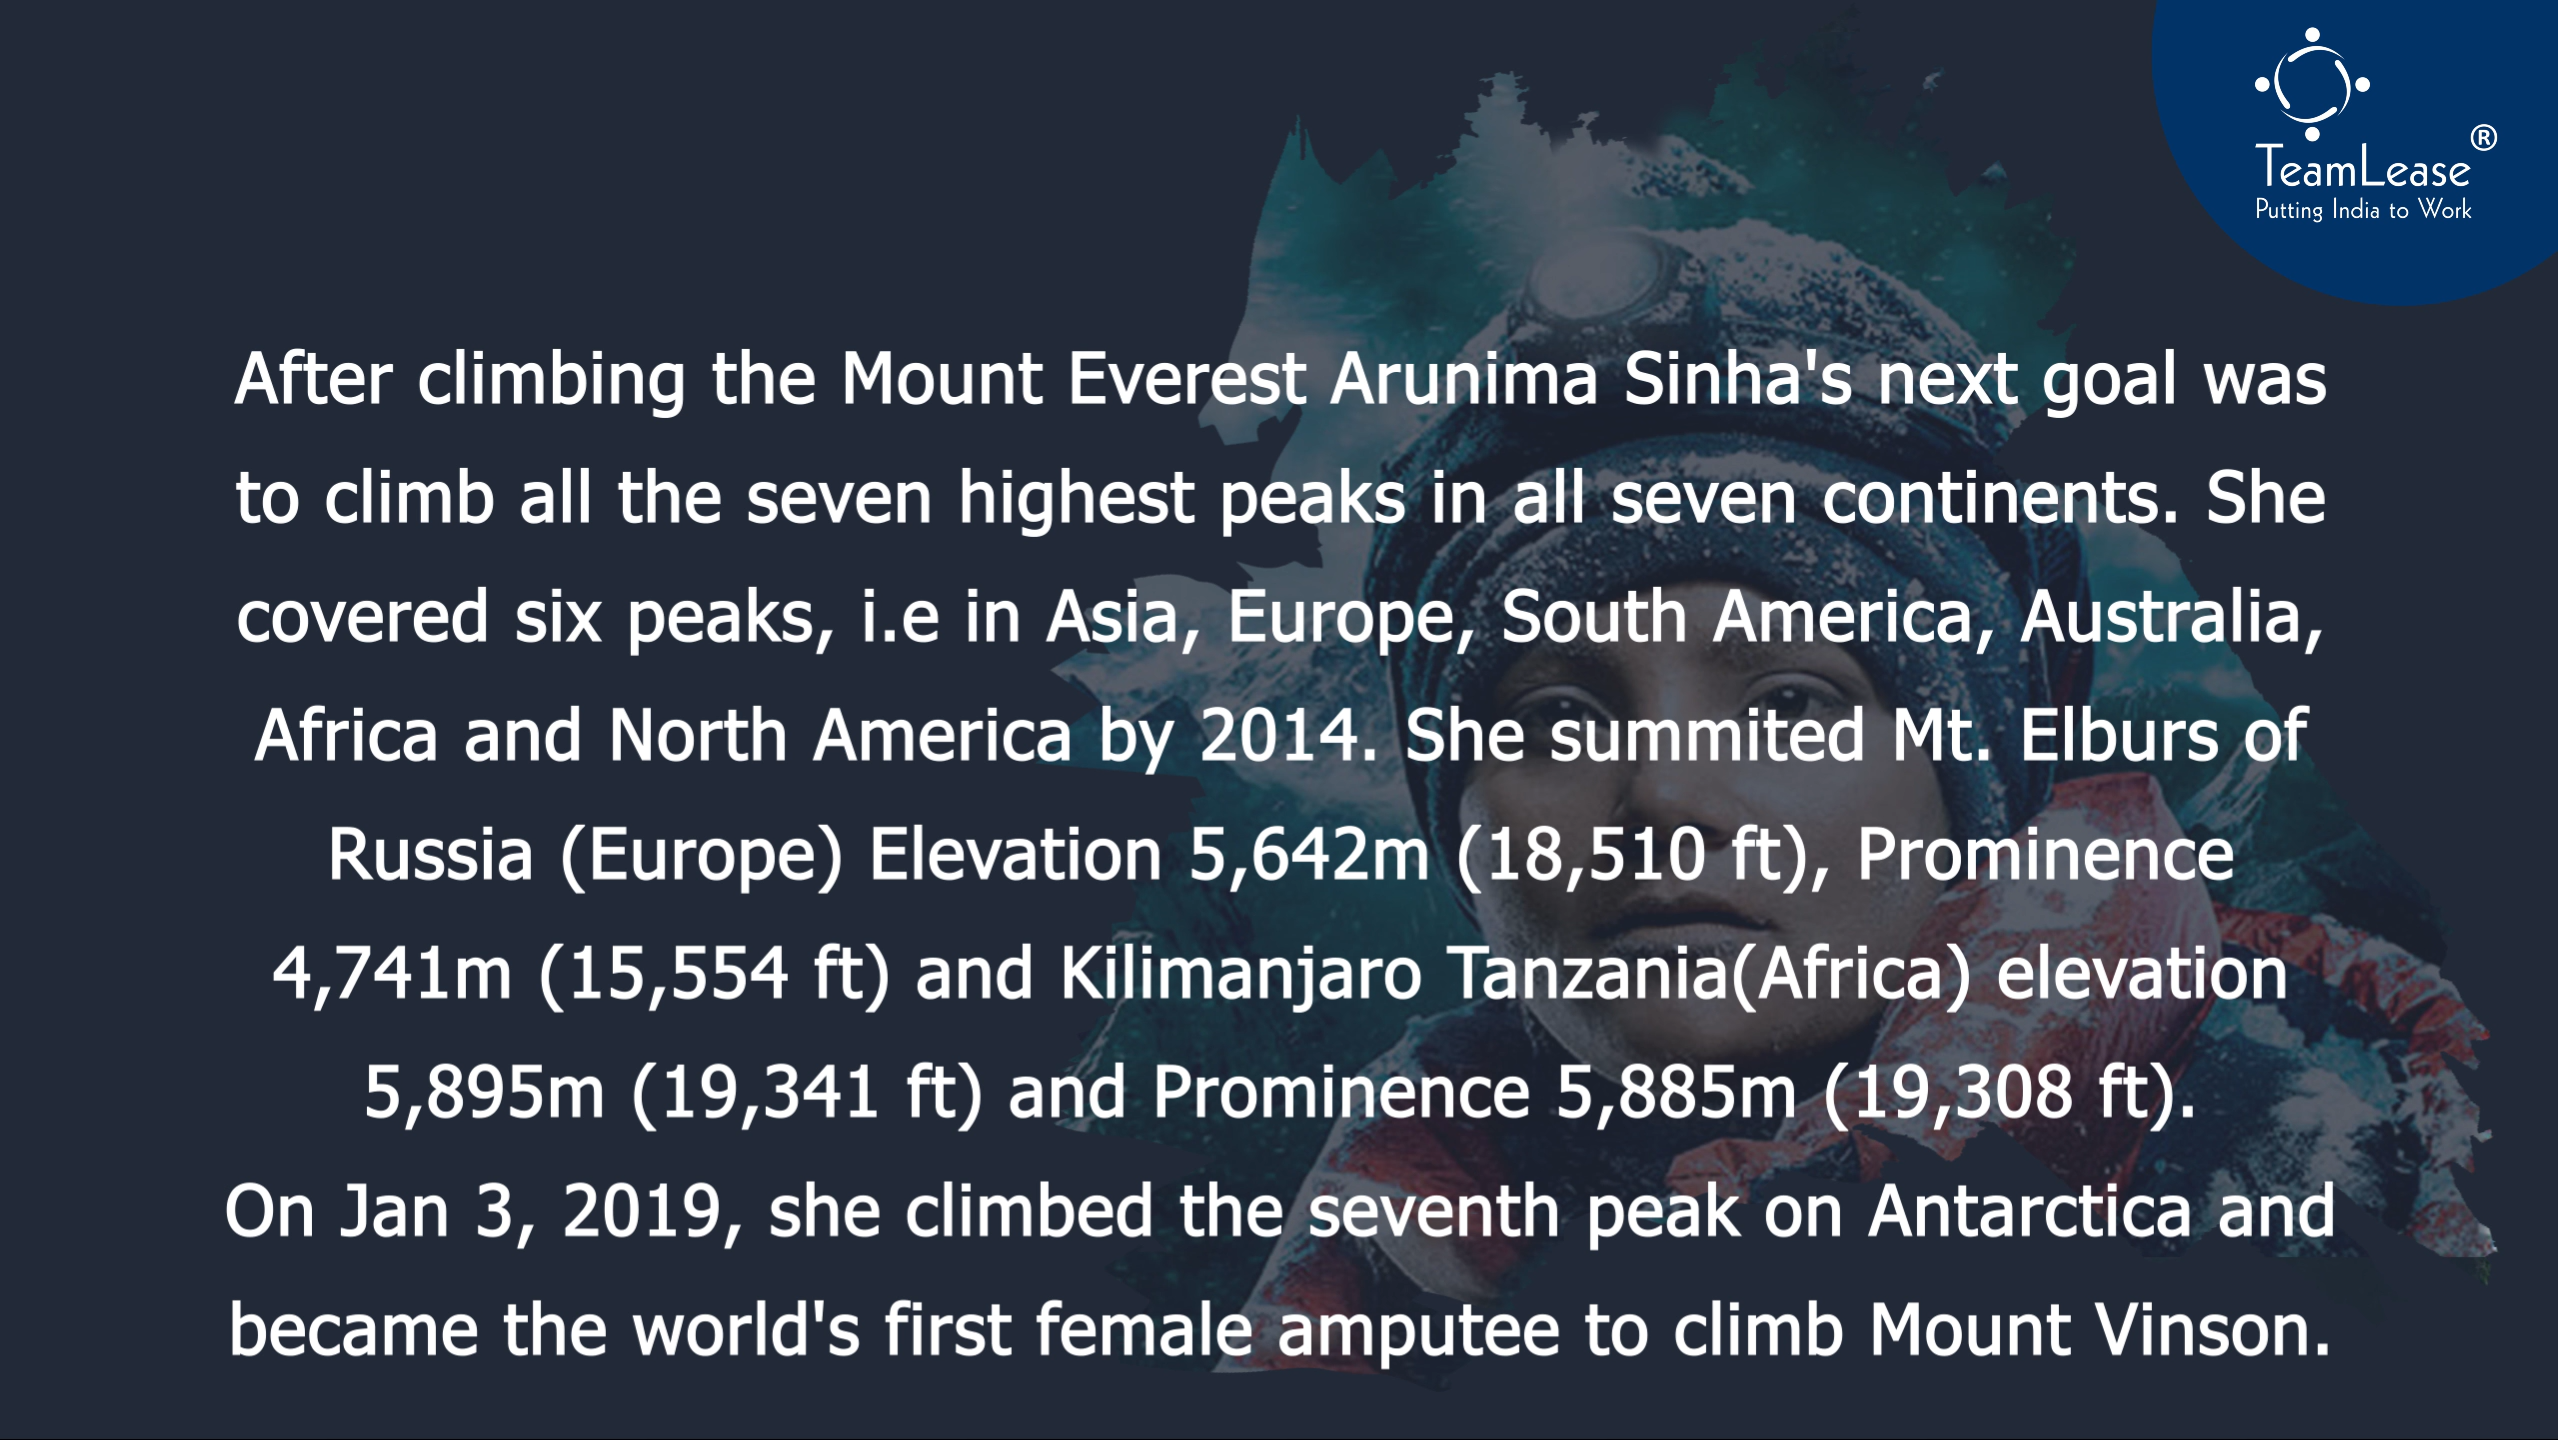 TeamLease®
Putting India to Work
After climbing the Mount Everest Arunima Sinha's next goal was
to climb all the seven highest peaks in all seven continents. She
covered six peaks, i.e in Asia, Europe, South America, Australia,
Africa and North America by 2014. She summited Mt. Elburs of
Russia (Europe) Elevation 5,642m (18,510 ft), Prominence
4,741m (15,554 ft) and Kilimanjaro Tanzania(Africa) elevation
5,895m (19,341 ft) and Prominence 5,885m (19,308 ft).
On Jan 3, 2019, she climbed the seventh peak on Antarctica and
became the world's first female amputee to climb Mount Vinson.